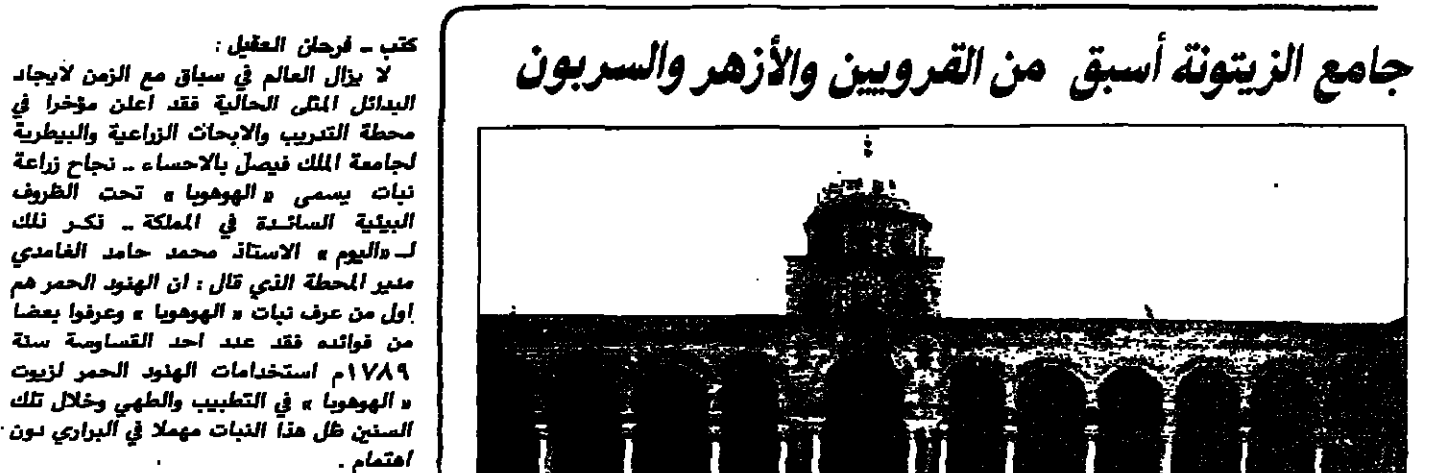 جامع الزيتونة أسبق من القرويين والأزهر والسربون
كتب ـ فرحان العقيل :
لا يزال العالم في سباق مع الزمن لايجاد
البدائل المثلى الحالية فقد اعلن مؤخرا في
محطة التدريب والابحاث الزراعية والبيطرية
لجامعة الملك فيصل بالاحساء .. نجاح زراعة
نبات يسمى « الهوهوبا » تحت الظروف
البيئية السائدة في المملكة .. ذكر ذلك
لـ «اليوم » الاستاذ محمد حامد الغامدي
مدير المحطة الذي قال : ان الهنود الحمر هم
اول من عرف نبات « الهوهوبا » وعرفوا بعضا
من فوائده فقد عدد احد القساوسة سنة
١٧٨٩م استخدامات الهنود الحمر لزيوت
« الهوهوبا » في التطبيب والطهي وخلال تلك
السنين ظل هذا النبات مهملا في البراري دون
اهتمام .